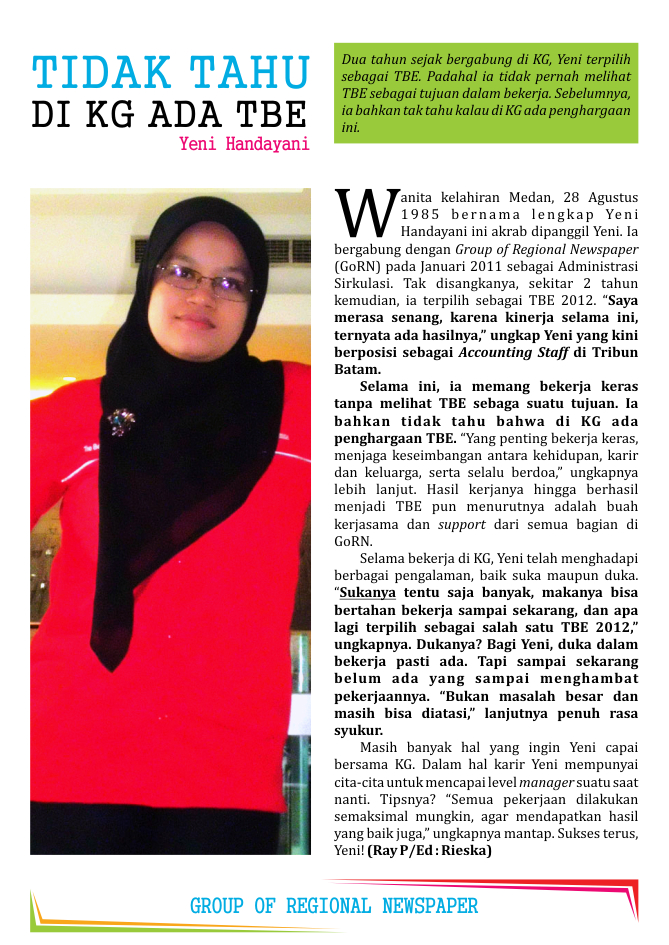 TIDAK TAHU
DI KG ADA TBE
Yeni Handayani
Dua tahun sejak bergabung di KG, Yeni terpilih
sebagai TBE. Padahal ia tidak pernah melihat
TBE sebagai tujuan dalam bekerja. Sebelumnya,
ia bahkan tak tahu kalau di KG ada penghargaan
ini.
Wanita kelahiran Medan, 28 Agustus
1985 bernama lengkap Yeni
Handayani ini akrab dipanggil Yeni. Ia
bergabung dengan Group of Regional Newspaper
(GoRN) pada Januari 2011 sebagai Administrasi
Sirkulasi. Tak disangkanya, sekitar 2 tahun
kemudian, ia terpilih sebagai TBE 2012. “Saya
merasa senang, karena kinerja selama ini,
ternyata ada hasilnya,” ungkap Yeni yang kini
berposisi sebagai Accounting Staff di Tribun
Batam.
Selama ini, ia memang bekerja keras
tanpa melihat TBE sebaga suatu tujuan. Ia
bahkan tidak tahu bahwa di KG ada
penghargaan TBE. “Yang penting bekerja keras,
menjaga keseimbangan antara kehidupan, karir
dan keluarga, serta selalu berdoa,” ungkapnya
lebih lanjut. Hasil kerjanya hingga berhasil
menjadi TBE pun menurutnya adalah buah
kerjasama dan support dari semua bagian di
GoRN.
Selama bekerja di KG, Yeni telah menghadapi
berbagai pengalaman, baik suka maupun duka.
“Sukanya tentu saja banyak, makanya bisa
bertahan bekerja sampai sekarang, dan apa
lagi terpilih sebagai salah satu TBE 2012,”
ungkapnya. Dukanya? Bagi Yeni, duka dalam
bekerja pasti ada. Tapi sampai sekarang
belum ada yang sampai menghambat
pekerjaannya. “Bukan masalah besar dan
masih bisa diatasi,” lanjutnya penuh rasa
syukur.
Masih banyak hal yang ingin Yeni capai
bersama KG. Dalam hal karir Yeni mempunyai
cita-cita untuk mencapai level manager suatu saat
nanti. Tipsnya? “Semua pekerjaan dilakukan
semaksimal mungkin, agar mendapatkan hasil
yang baik juga,” ungkapnya mantap. Sukses terus,
Yeni! (Ray P/Ed : Rieska)
GROUP OF REGIONAL NEWSPAPER